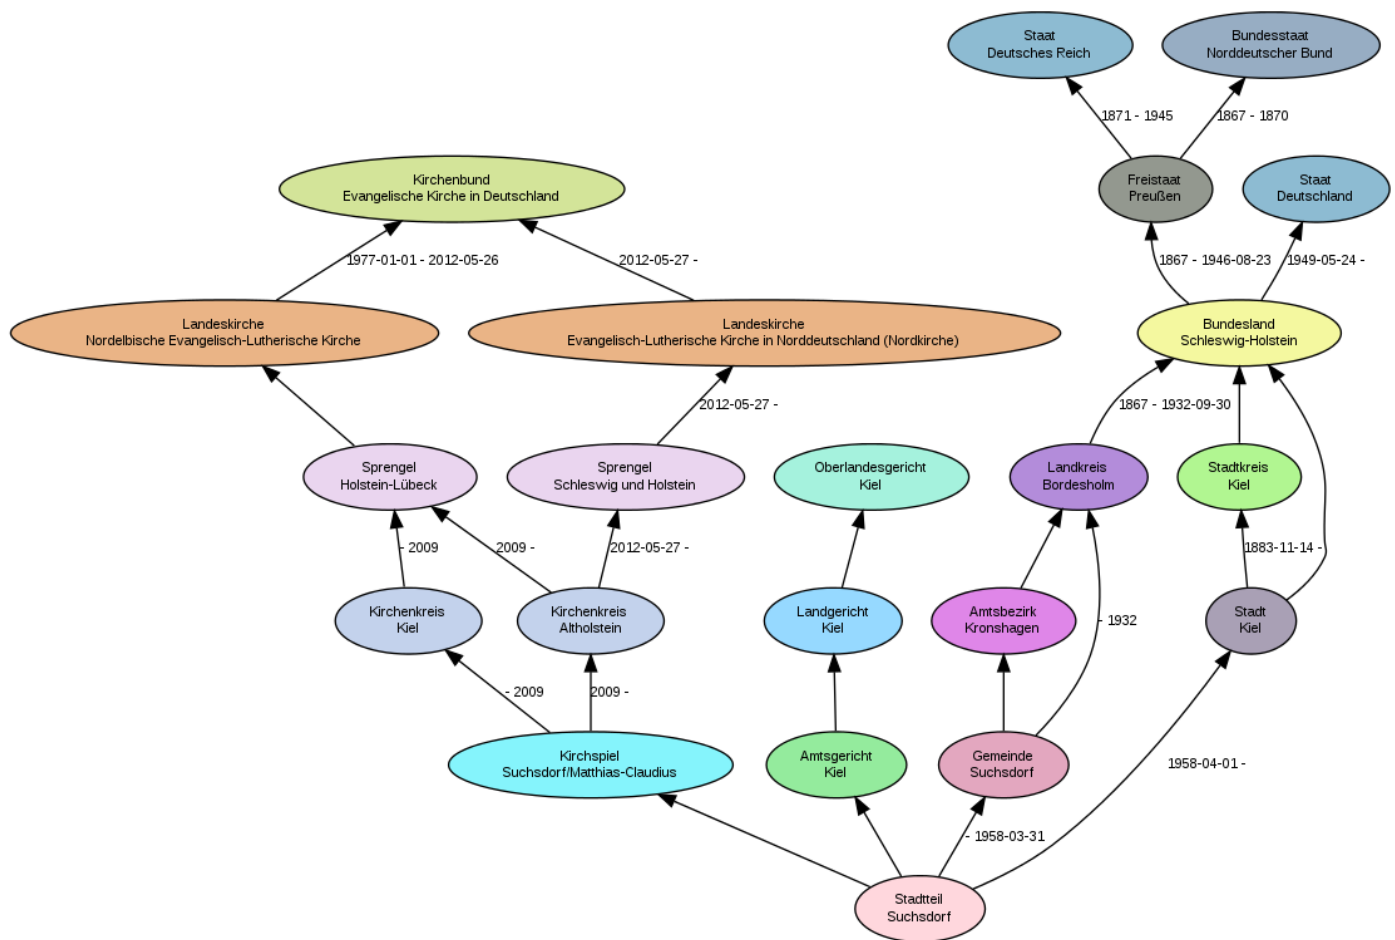 Staat
Deutsches Reich
Bundesstaat
Norddeutscher Bund
1871 - 1945
1867 - 1870
Kirchenbund
Evangelische Kirche in Deutschland
Freistaat
Preußen
Staat
Deutschland
1977-01-01 - 2012-05-26
2012-05-27 -
1867 - 1946-08-23
1949-05-24 -
Landeskirche
Nordelbische Evangelisch-Lutherische Kirche
Landeskirche
Evangelisch-Lutherische Kirche in Norddeutschland (Nordkirche)
Bundesland
Schleswig-Holstein
2012-05-27 -
1867 - 1932-09-30
Sprengel
Holstein-Lübeck
Sprengel
Schleswig und Holstein
Oberlandesgericht
Kiel
Landkreis
Bordesholm
Stadtkreis
Kiel
- 2009
2009 -
2012-05-27 -
1883-11-14 -
Kirchenkreis
Kiel
Kirchenkreis
Altholstein
Landgericht
Kiel
Amtsbezirk
Kronshagen
- 1932
Stadt
Kiel
- 2009
2009 -
Kirchspiel
Suchsdorf/Matthias-Claudius
Amtsgericht
Kiel
Gemeinde
Suchsdorf
1958-04-01 -
- 1958-03-31
Stadtteil
Suchsdorf